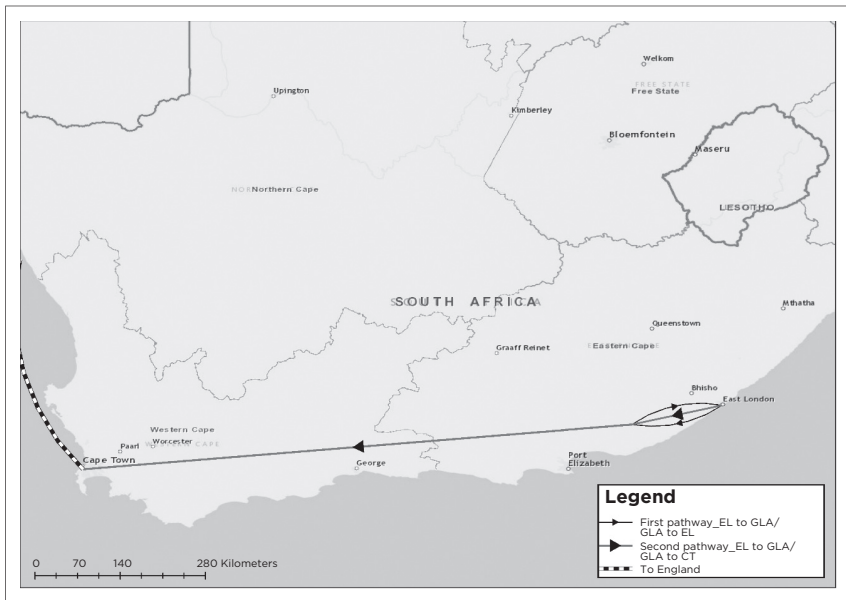 Welkom
FREE STATE
Free State
Upington
Kimberley
Bloemfontein
Maseru
Northern Cape
LESOTHO
SOUTH AFRICA
Mthatha
Queenstown
Eastern Cape
Graaff Reinet
Bhisho
East London
Western Cape
Worcester
Paarl
Cape Town
George
Port
Elizabeth
Legend
First pathway_EL to GLA/
GLA to EL
Second pathway_EL to GLA/
GLA to CT
To England
0 70 140 280 Kilometers